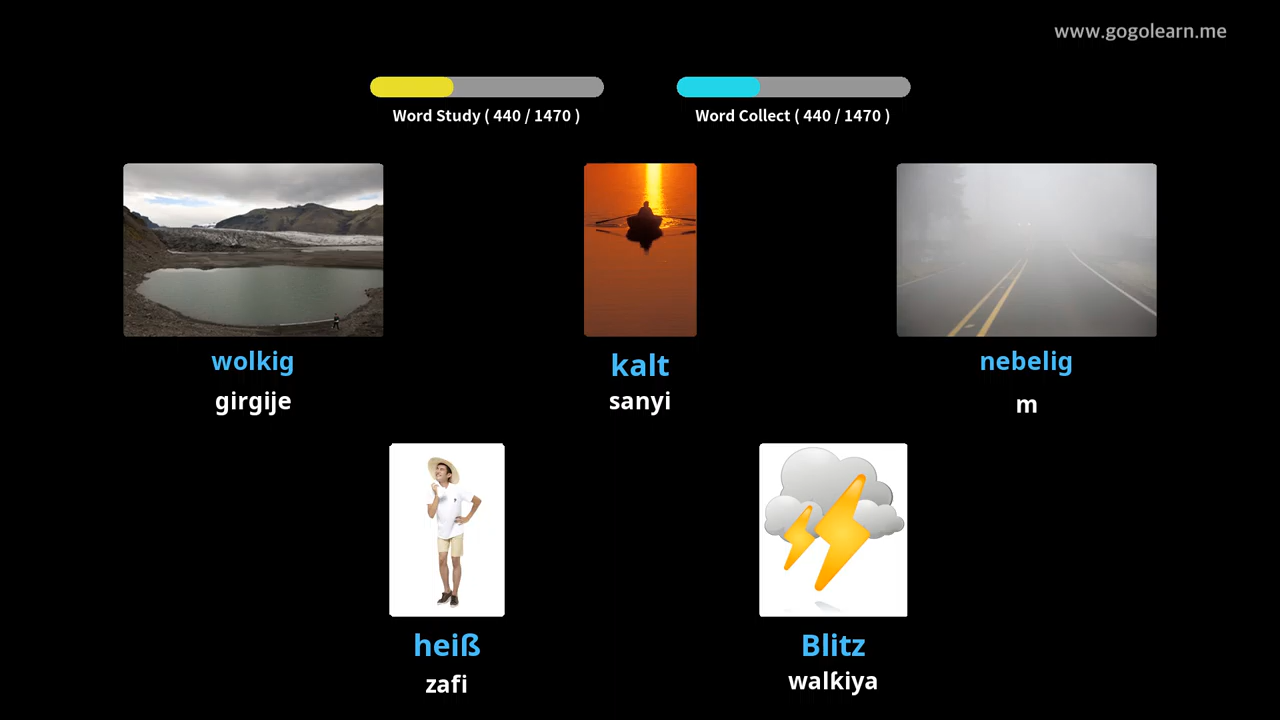 www.gogolearn.me
Word Study ( 440 / 1470 )
Word Collect ( 440 / 1470 )
wolkig
kalt
nebelig
girgije
sanyi
m
heiß
Blitz
zafi
walƙiya